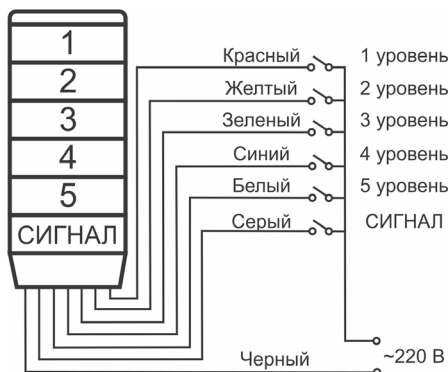 1
2
3
4
5
СИГНАЛ
Красный 1 уровень
Желтый 2 уровень
Зеленый 3 уровень
Синий 4 уровень
Белый 5 уровень
Серый СИГНАЛ
Черный ~220 В